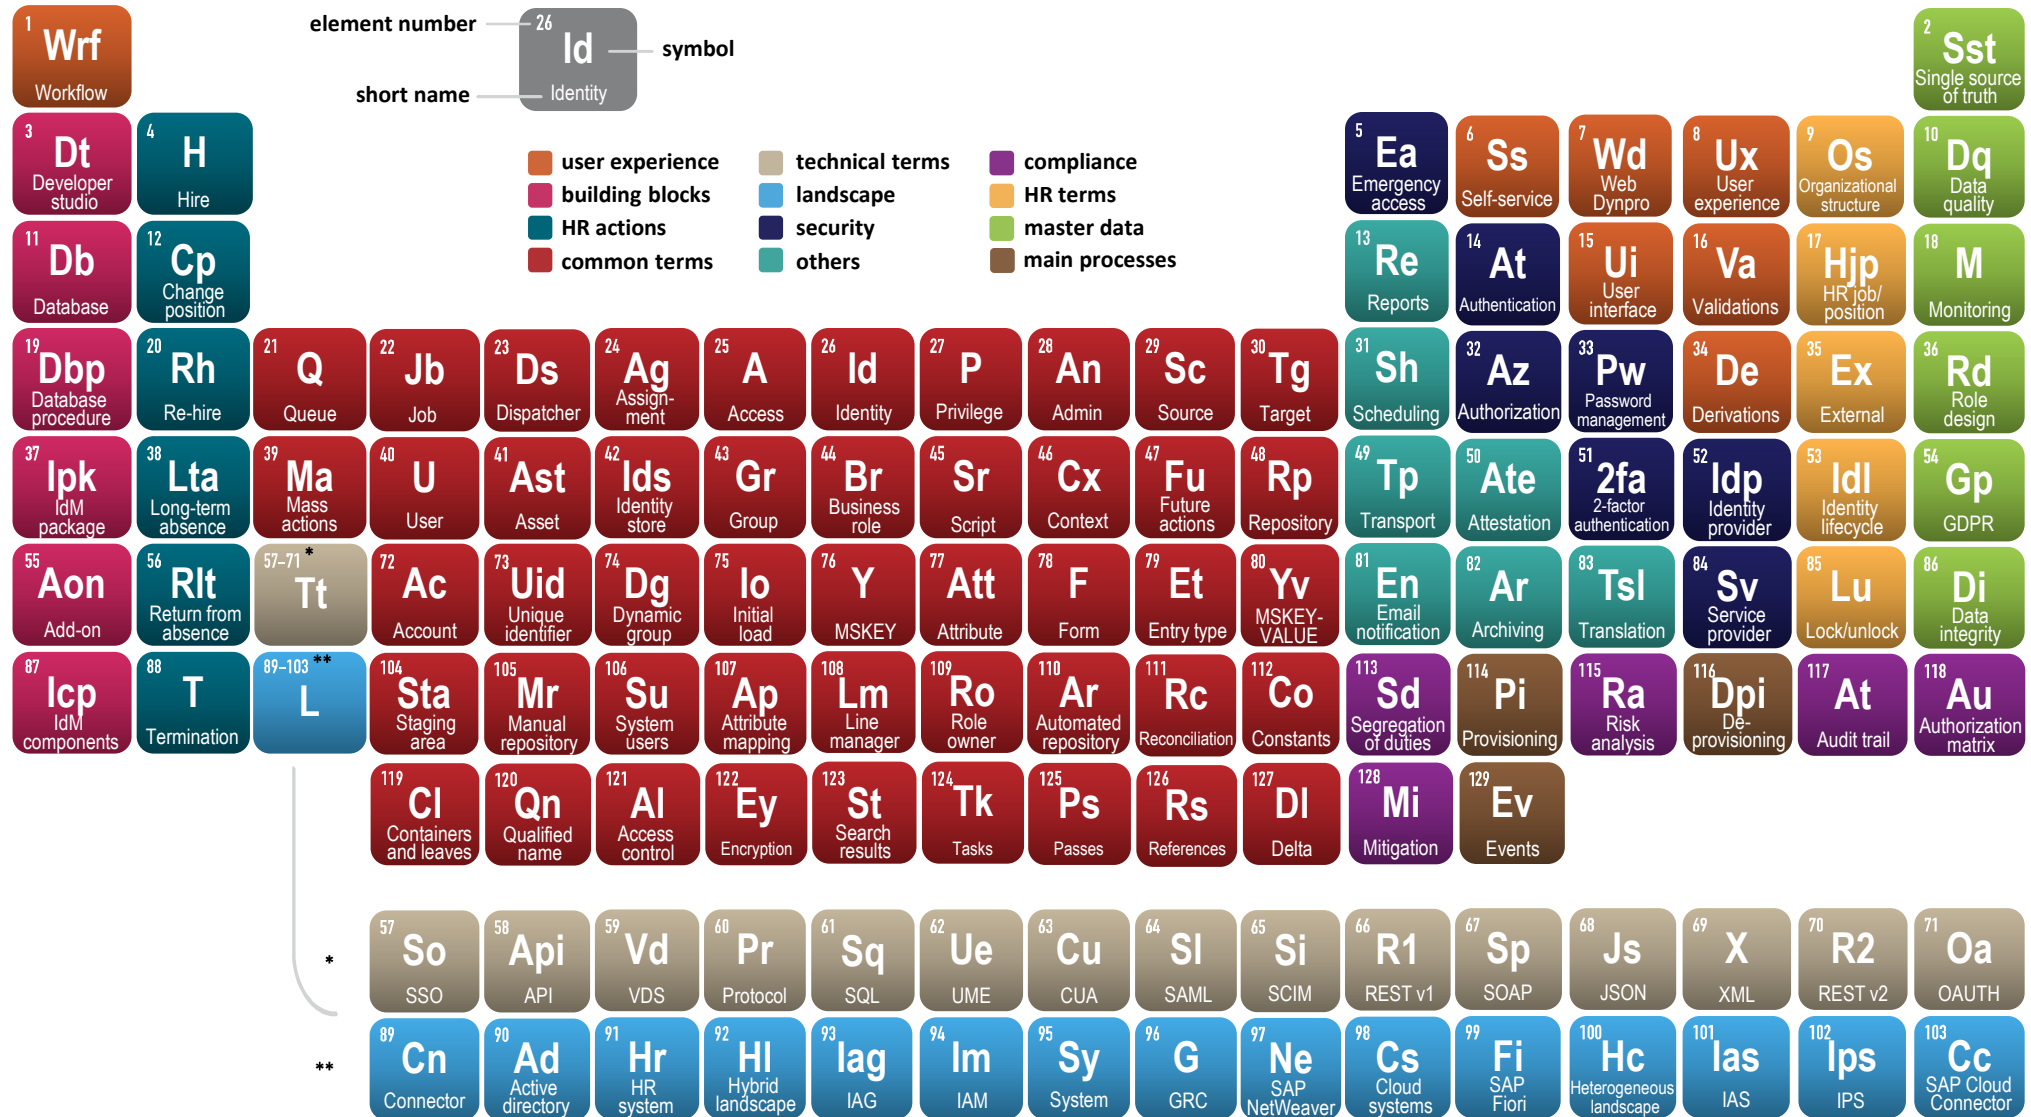 1
Wrf
Workflow
element number
26
Id
Identity
symbol
short name
2
Sst
Single source
of truth
3
Dt
Developer
studio
4
H
Hire
user experience
building blocks
HR actions
common terms
technical terms
landscape
security
others
compliance
HR terms
master data
main processes
5
Ea
Emergency
access
6
Ss
Self-service
7
Wd
Web
Dynpro
8
Ux
User
experience
9
Os
Organizational
structure
10
Dq
Data
quality
11
Db
Database
12
Cp
Change
position
13
Re
Reports
14
At
Authentication
15
Ui
User
interface
16
Va
Validations
17
Hjp
HR job/
position
18
M
Monitoring
19
Dbp
Database
procedure
20
Rh
Re-hire
21
Q
Queue
22
Jb
Job
23
Ds
Dispatcher
24
Ag
Assign-
ment
25
A
Access
26
Id
Identity
27
P
Privilege
28
An
Admin
29
Sc
Source
30
Tg
Target
31
Sh
Scheduling
32
Az
Authorization
33
Pw
Password
management
34
De
Derivations
35
Ex
External
36
Rd
Role
design
37
Ipk
IdM
package
38
Lta
Long-term
absence
39
Ma
Mass
actions
40
U
User
41
Ast
Asset
42
Ids
Identity
store
43
Gr
Group
44
Br
Business
role
45
Sr
Script
46
Cx
Context
47
Fu
Future
actions
48
Rp
Repository
49
Tp
Transport
50
Ate
Attestation
51
2fa
2-factor
authentication
52
Idp
Identity
provider
53
Idl
Identity
lifecycle
54
Gp
GDPR
55
Aon
Add-on
56
Rlt
Return from
absence
57–71 *
Tt
72
Ac
Account
73
Uid
Unique
identifier
74
Dg
Dynamic
group
75
Io
Initial
load
76
Y
MSKEY
77
Att
Attribute
78
F
Form
79
Et
Entry type
80
Yv
MSKEY-
VALUE
81
En
Email
notification
82
Ar
Archiving
83
Tsl
Translation
84
Sv
Service
provider
85
Lu
Lock/unlock
86
Di
Data
integrity
87
Icp
IdM
components
88
T
Termination
89–103 **
L
104
Sta
Staging
area
105
Mr
Manual
repository
106
Su
System
users
107
Ap
Attribute
mapping
108
Lm
Line
manager
109
Ro
Role
owner
110
Ar
Automated
repository
111
Rc
Reconciliation
112
Co
Constants
113
Sd
Segregation
of duties
114
Pi
Provisioning
115
Ra
Risk
analysis
116
Dpi
De-
provisioning
117
At
Audit trail
118
Au
Authorization
matrix
119
Cl
Containers
and leaves
120
Qn
Qualified
name
121
Al
Access
control
122
Ey
Encryption
123
St
Search
results
124
Tk
Tasks
125
Ps
Passes
126
Rs
References
127
Dl
Delta
128
Mi
Mitigation
129
Ev
Events
*
57
So
SSO
58
Api
API
59
Vd
VDS
60
Pr
Protocol
61
Sq
SQL
62
Ue
UME
63
Cu
CUA
64
Sl
SAML
65
Si
SCIM
66
R1
REST v1
67
Sp
SOAP
68
Js
JSON
69
X
XML
70
R2
REST v2
71
Oa
OAUTH
**
89
Cn
Connector
90
Ad
Active
directory
91
Hr
HR
system
92
Hl
Hybrid
landscape
93
Iag
IAG
94
Im
IAM
95
Sy
System
96
G
GRC
97
Ne
SAP
NetWeaver
98
Cs
Cloud
systems
99
Fi
SAP
Fiori
100
Hc
Heterogeneous
landscape
101
Ias
IAS
102
Ips
IPS
103
Cc
SAP Cloud
Connector